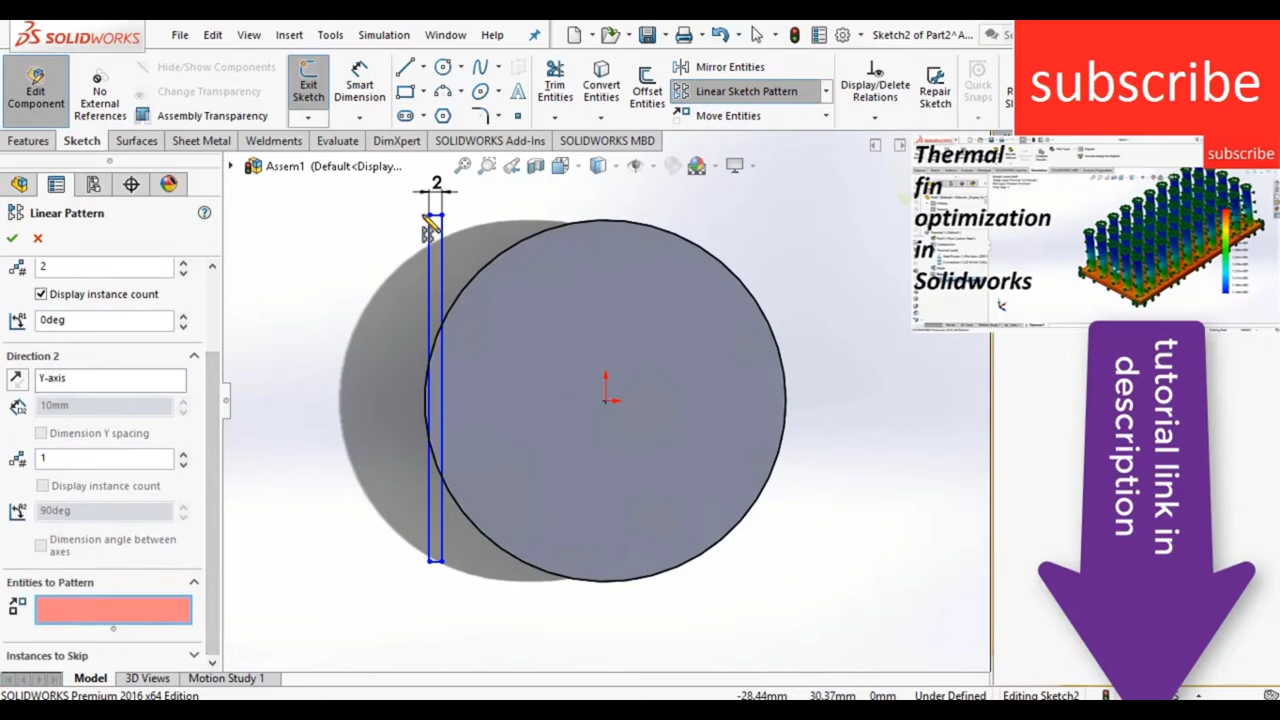 SOLIDWORKS
File Edit View Insert Tools Simulation Window Help
Sketch2 of Part2^A...
Edit Component
No External References
Hide/Show Components
Change Transparency
Assembly Transparency
Exit Sketch
Smart Dimension
Trim Entities
Convert Entities
Offset Entities
Mirror Entities
Linear Sketch Pattern
Move Entities
Display/Delete Relations
Repair Sketch
Quick Snaps
Features Sketch Surfaces Sheet Metal Weldments Evaluate DimXpert SOLIDWORKS Add-Ins SOLIDWORKS MBD
Assem1 (Default<Display...
Linear Pattern
2
Display instance count
0deg
Direction 2
Y-axis
10mm
Dimension Y spacing
1
Display instance count
90deg
Dimension angle between
axes
Entities to Pattern
Instances to Skip
2
subscribe
subscribe
Thermal
fin
optimization
in
Solidworks
tutorial link in
description
Model 3D Views Motion Study 1
SOLIDWORKS Premium 2016 x64 Edition
-28.44mm 30.37mm 0mm Under Defined Editing Sketch2